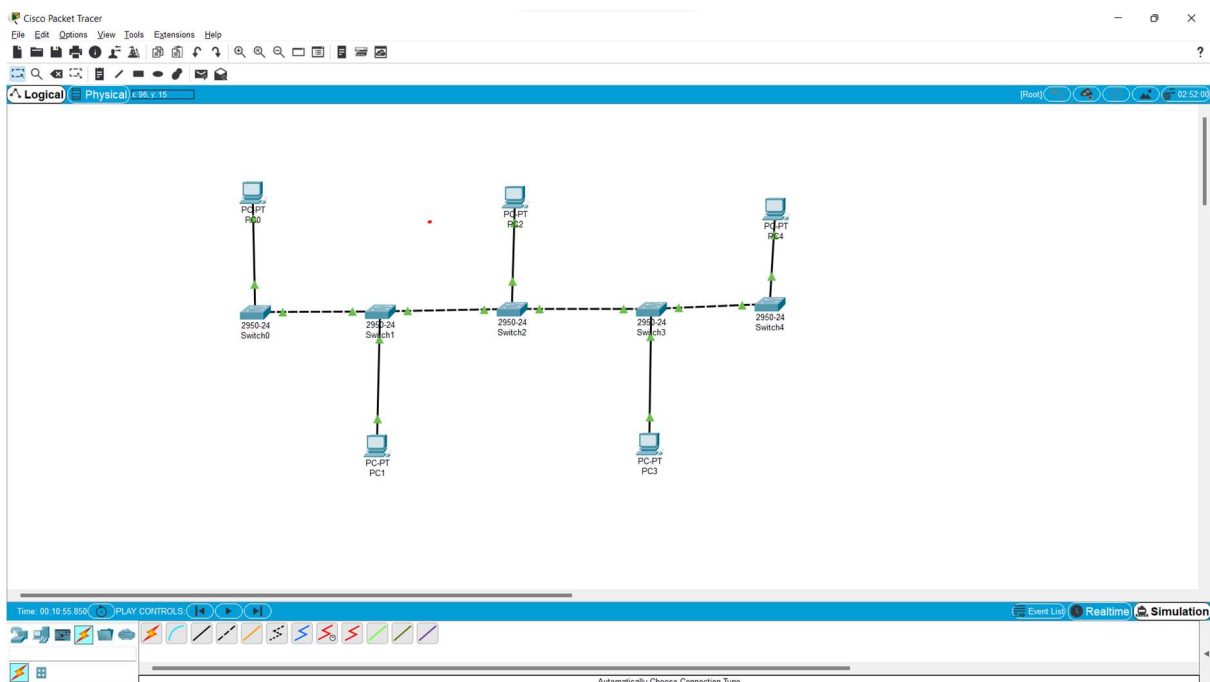 Cisco Packet Tracer
File Edit Options View Tools Extensions Help
?
Logical Physical x: 96, y: 15 [Root] 02:52:00
PC-PT
PC0
PC-PT
PC2
PC-PT
PC4
2950-24
Switch0
2950-24
Switch1
2950-24
Switch2
2950-24
Switch3
2950-24
Switch4
PC-PT
PC1
PC-PT
PC3
Time: 00:10:55.850 PLAY CONTROLS: Event List Realtime Simulation
Automatically Choose Connection Type